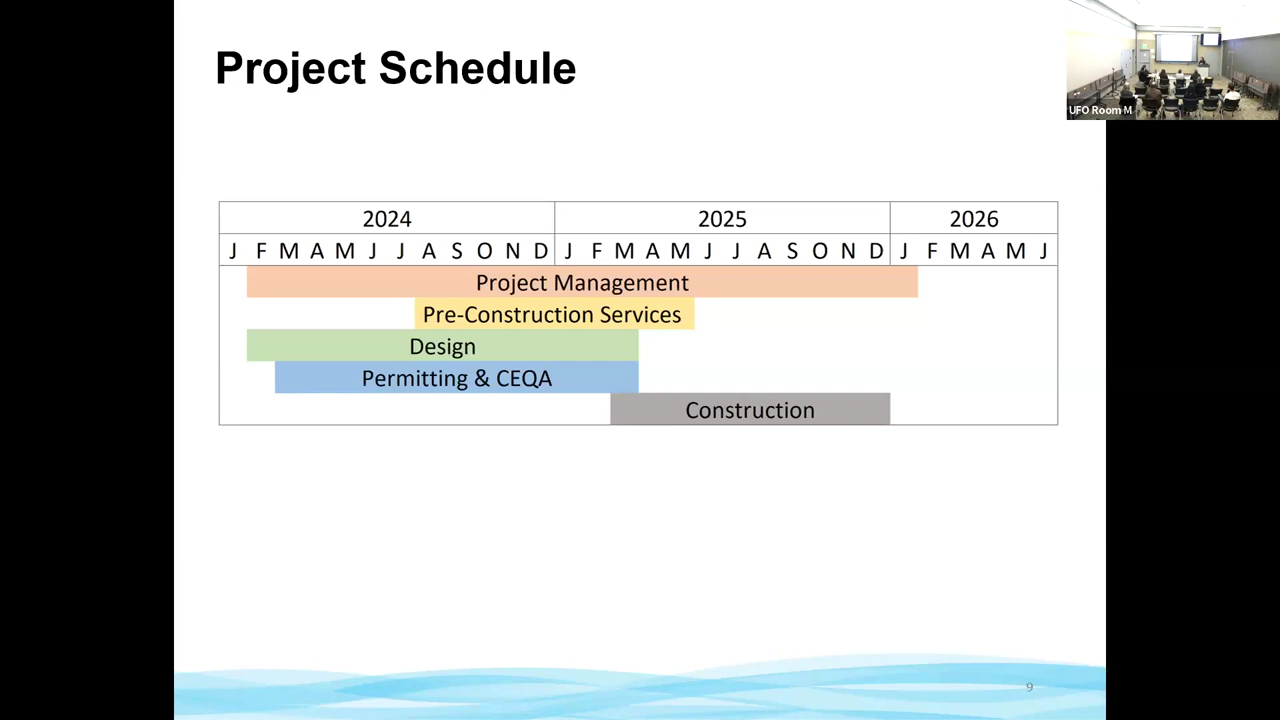 Project Schedule
UFO Room M
2024 2025 2026
J F M A M J J A S O N D J F M A M J J A S O N D J F M A M J
Project Management
Pre-Construction Services
Design
Permitting & CEQA
Construction
9